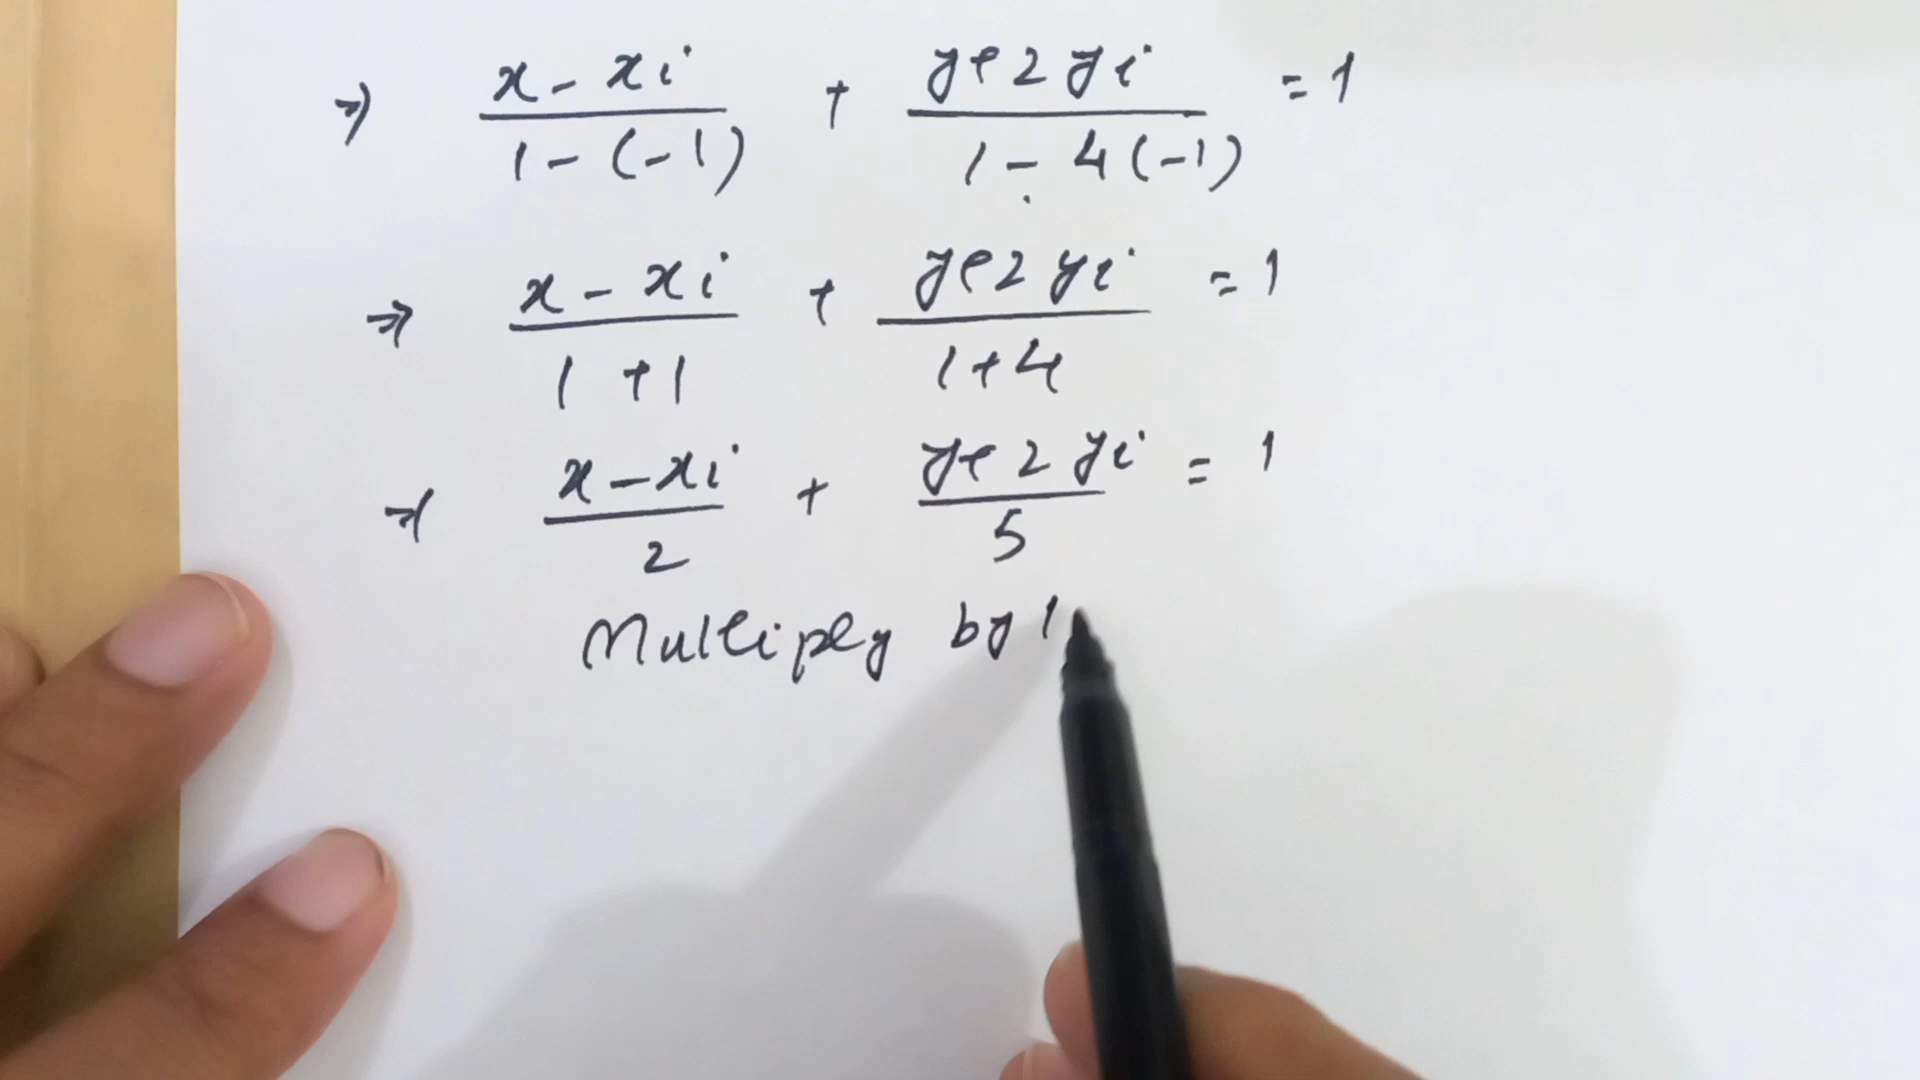 ⇒ x - xi / 1 - (-1) + y + 2yi / 1 - 4(-1) = 1
⇒ x - xi / 1 + 1 + y + 2yi / 1 + 4 = 1
⇒ x - xi / 2 + y + 2yi / 5 = 1
Multiply by 1